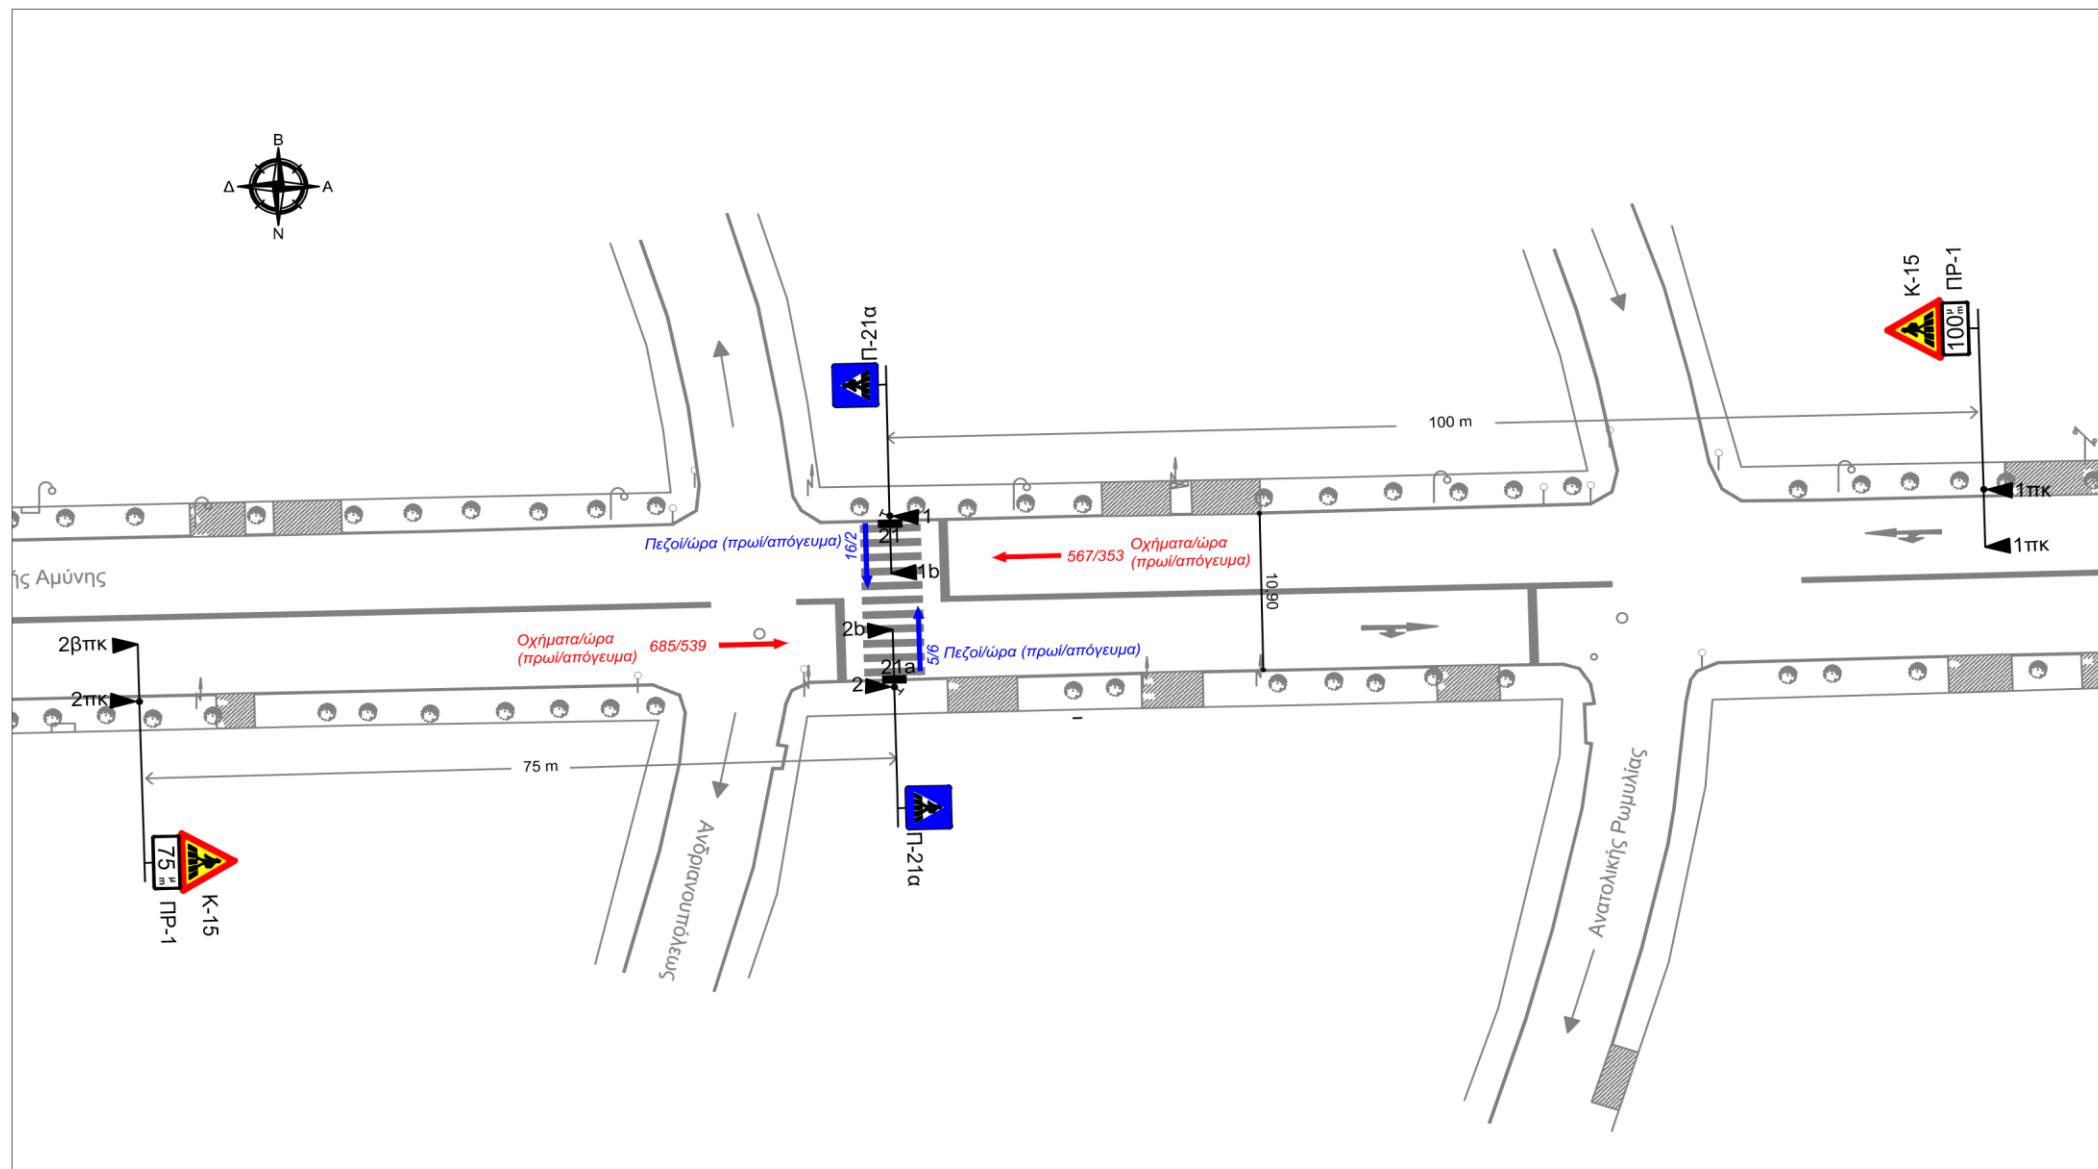 Β
Δ
Α
Ν
Π-21α
Κ-15
ΠΡ-1
100 μ m
100 m
1πκ
1πκ
1
21
Πεζοί/ώρα (πρωί/απόγευμα)
16/2
1b
567/353
Οχήματα/ώρα
(πρωί/απόγευμα)
10,90
ής Αμύνης
2βπκ
2πκ
Οχήματα/ώρα
(πρωί/απόγευμα)
685/539
2b
21a
2
5/6
Πεζοί/ώρα (πρωί/απόγευμα)
75 m
75 μ m
ΠΡ-1
Κ-15
Π-21α
Ανδριανουπόλεως
Ανατολικής Ρωμυλίας